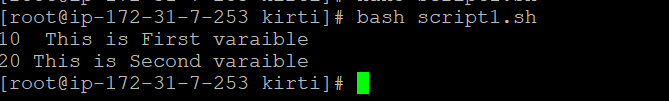 [root@ip-172-31-7-253 kirti]# bash script1.sh
10  This is First varaible
20 This is Second varaible
[root@ip-172-31-7-253 kirti]#